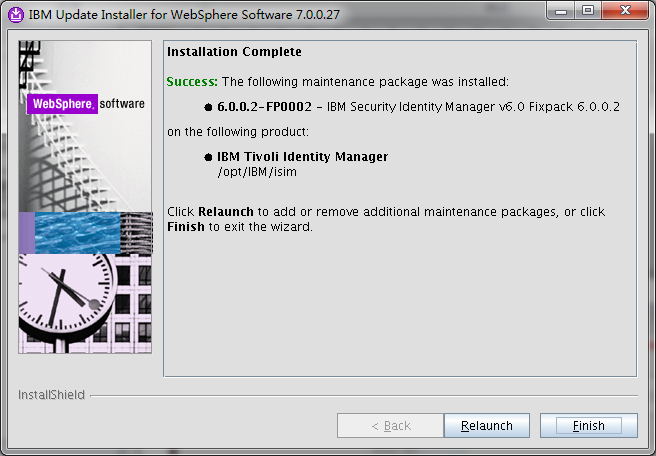 IBM Update Installer for WebSphere Software 7.0.0.27
WebSphere. software
Installation Complete
Success: The following maintenance package was installed:
● 6.0.0.2-FP0002 - IBM Security Identity Manager v6.0 Fixpack 6.0.0.2
on the following product:
● IBM Tivoli Identity Manager
/opt/IBM/isim
Click Relaunch to add or remove additional maintenance packages, or click
Finish to exit the wizard.
InstallShield
< Back
Relaunch
Finish